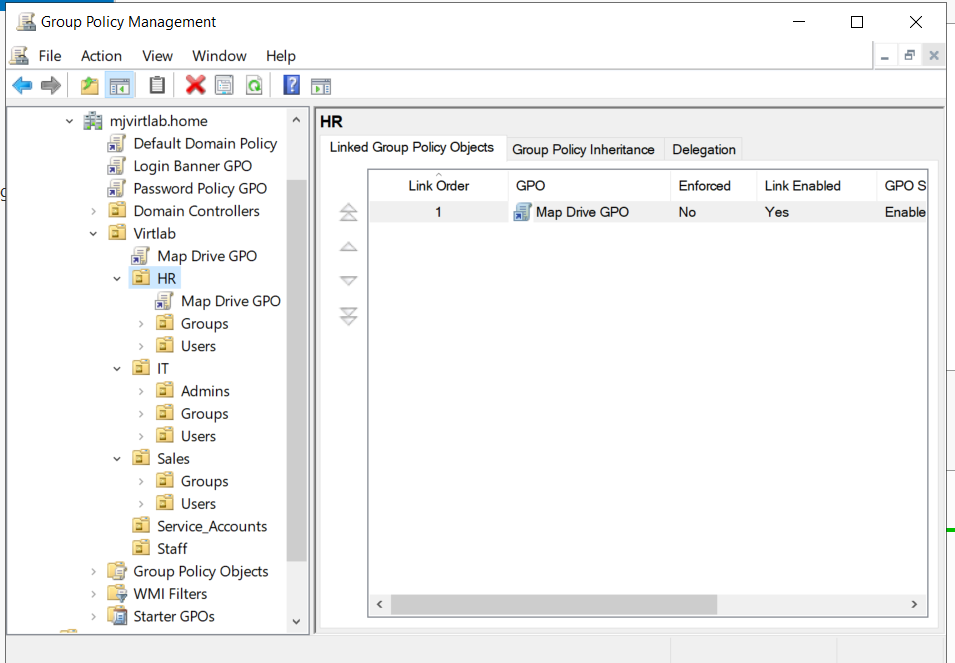 Group Policy Management
File Action View Window Help
mjvirtlab.home
Default Domain Policy
Login Banner GPO
Password Policy GPO
Domain Controllers
Virtlab
Map Drive GPO
HR
Map Drive GPO
Groups
Users
IT
Admins
Groups
Users
Sales
Groups
Users
Service_Accounts
Staff
Group Policy Objects
WMI Filters
Starter GPOs
HR
Linked Group Policy Objects Group Policy Inheritance Delegation
Link Order GPO Enforced Link Enabled GPO S
1 Map Drive GPO No Yes Enable